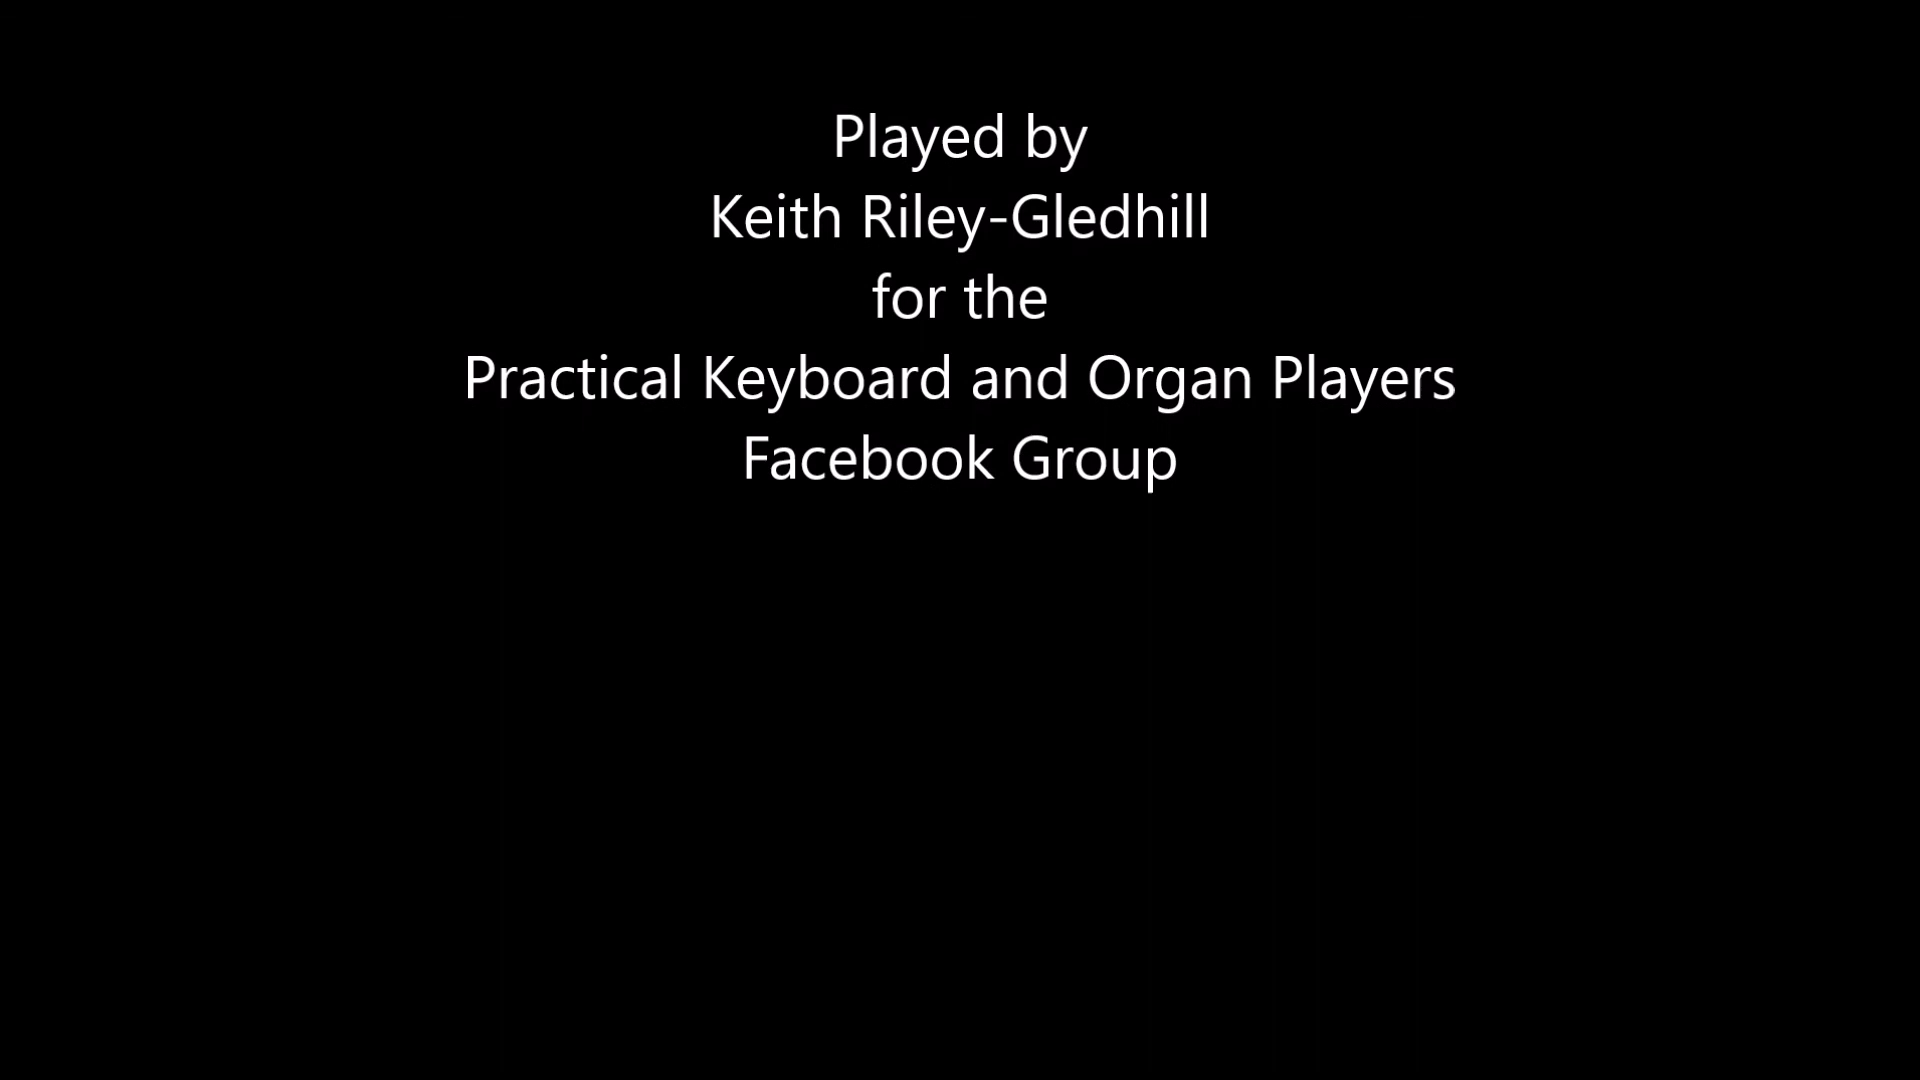 Played by
Keith Riley-Gledhill
for the
Practical Keyboard and Organ Players
Facebook Group